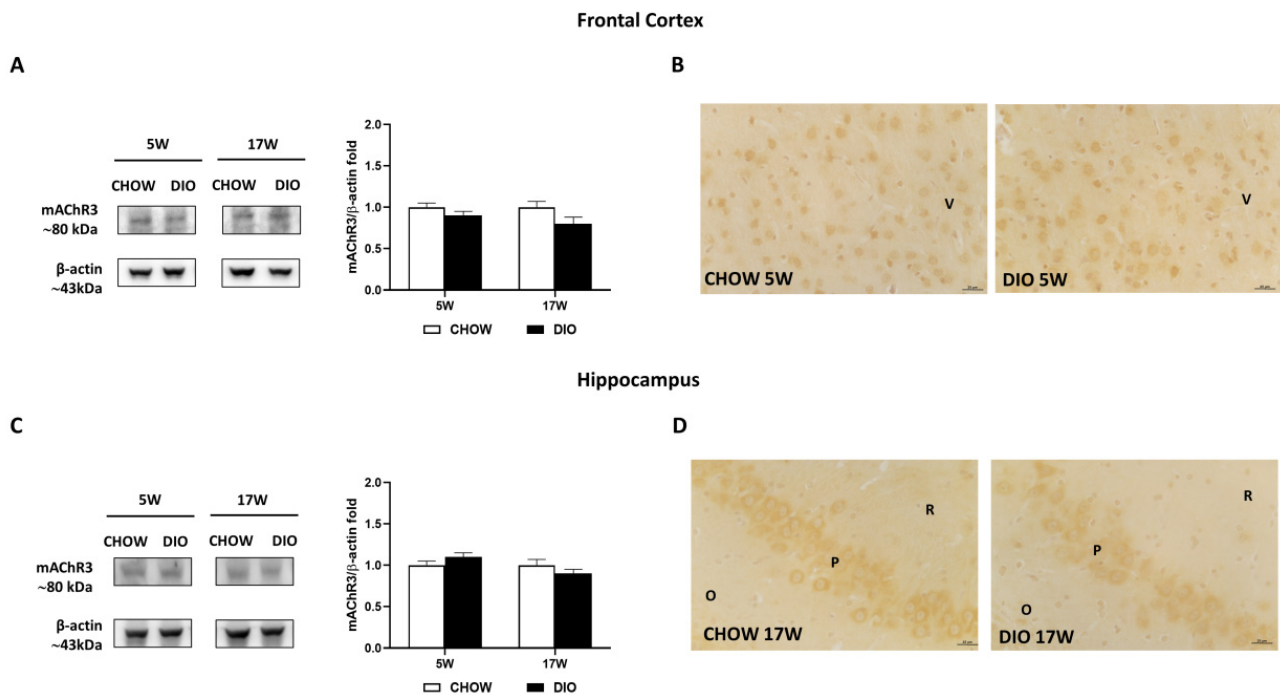 Frontal Cortex
A
5W 17W
CHOW DIO CHOW DIO
mAChR3
~80 kDa
β-actin
~43kDa
mAChR3/β-actin fold
2.0
1.5
1.0
0.5
0.0
5W 17W
CHOW DIO
B
V
CHOW 5W
V
DIO 5W
Hippocampus
C
5W 17W
CHOW DIO CHOW DIO
mAChR3
~80 kDa
β-actin
~43kDa
mAChR3/β-actin fold
2.0
1.5
1.0
0.5
0.0
5W 17W
CHOW DIO
D
R
P
O
CHOW 17W
R
P
O
DIO 17W